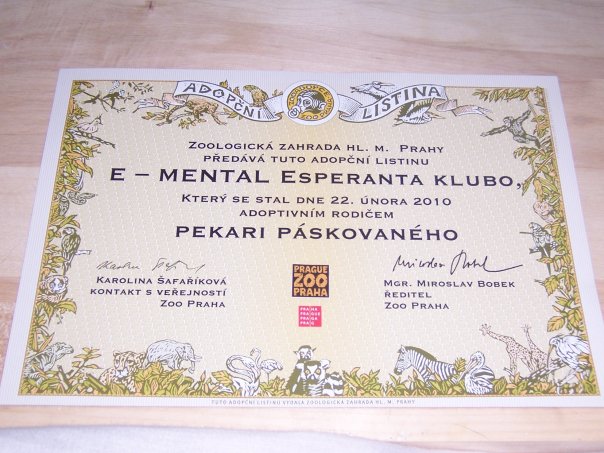 ADOPČNÍ LISTINA
ZOOLOGICKÁ ZAHRADA HL. M. PRAHY
PŘEDÁVÁ TUTO ADOPČNÍ LISTINU
E – MENTAL ESPERANTA KLUBO,
KTERÝ SE STAL DNE 22. ÚNORA 2010
ADOPTIVNÍM RODIČEM
PEKARI PÁSKOVANÉHO
KAROLINA ŠAFAŘÍKOVÁ
KONTAKT S VEŘEJNOSTÍ
ZOO PRAHA
PRAGUE
ZOO
PRAHA
MGR. MIROSLAV BOBEK
ŘEDITEL
ZOO PRAHA
TUTO ADOPČNÍ LISTINU VYDALA ZOOLOGICKÁ ZAHRADA HL. M. PRAHY